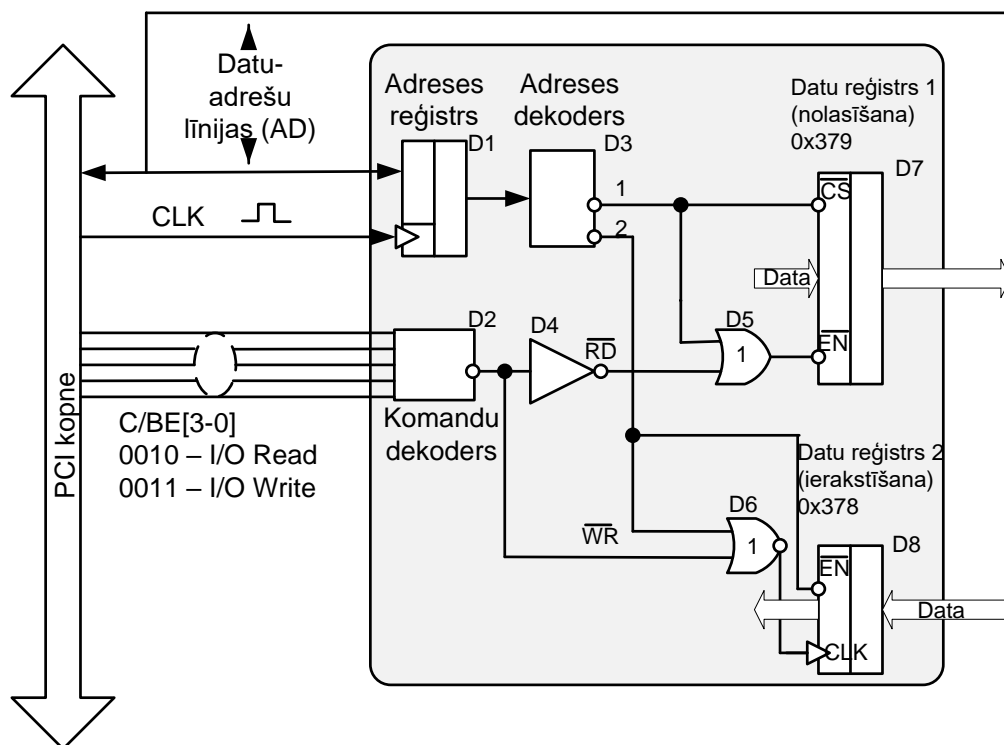 Datu-
adrešu
līnijas (AD)
CLK
Adreses
reģistrs
D1
Adreses
dekoders
D3
1
2
Datu reģistrs 1
(nolasīšana)
0x379
D7
CS
Data
EN
D2
D4
RD
D5
1
PCI kopne
C/BE[3-0]
0010 – I/O Read
0011 – I/O Write
Komandu
dekoders
Datu reģistrs 2
(ierakstīšana)
0x378
WR
D6
1
D8
EN
Data
CLK